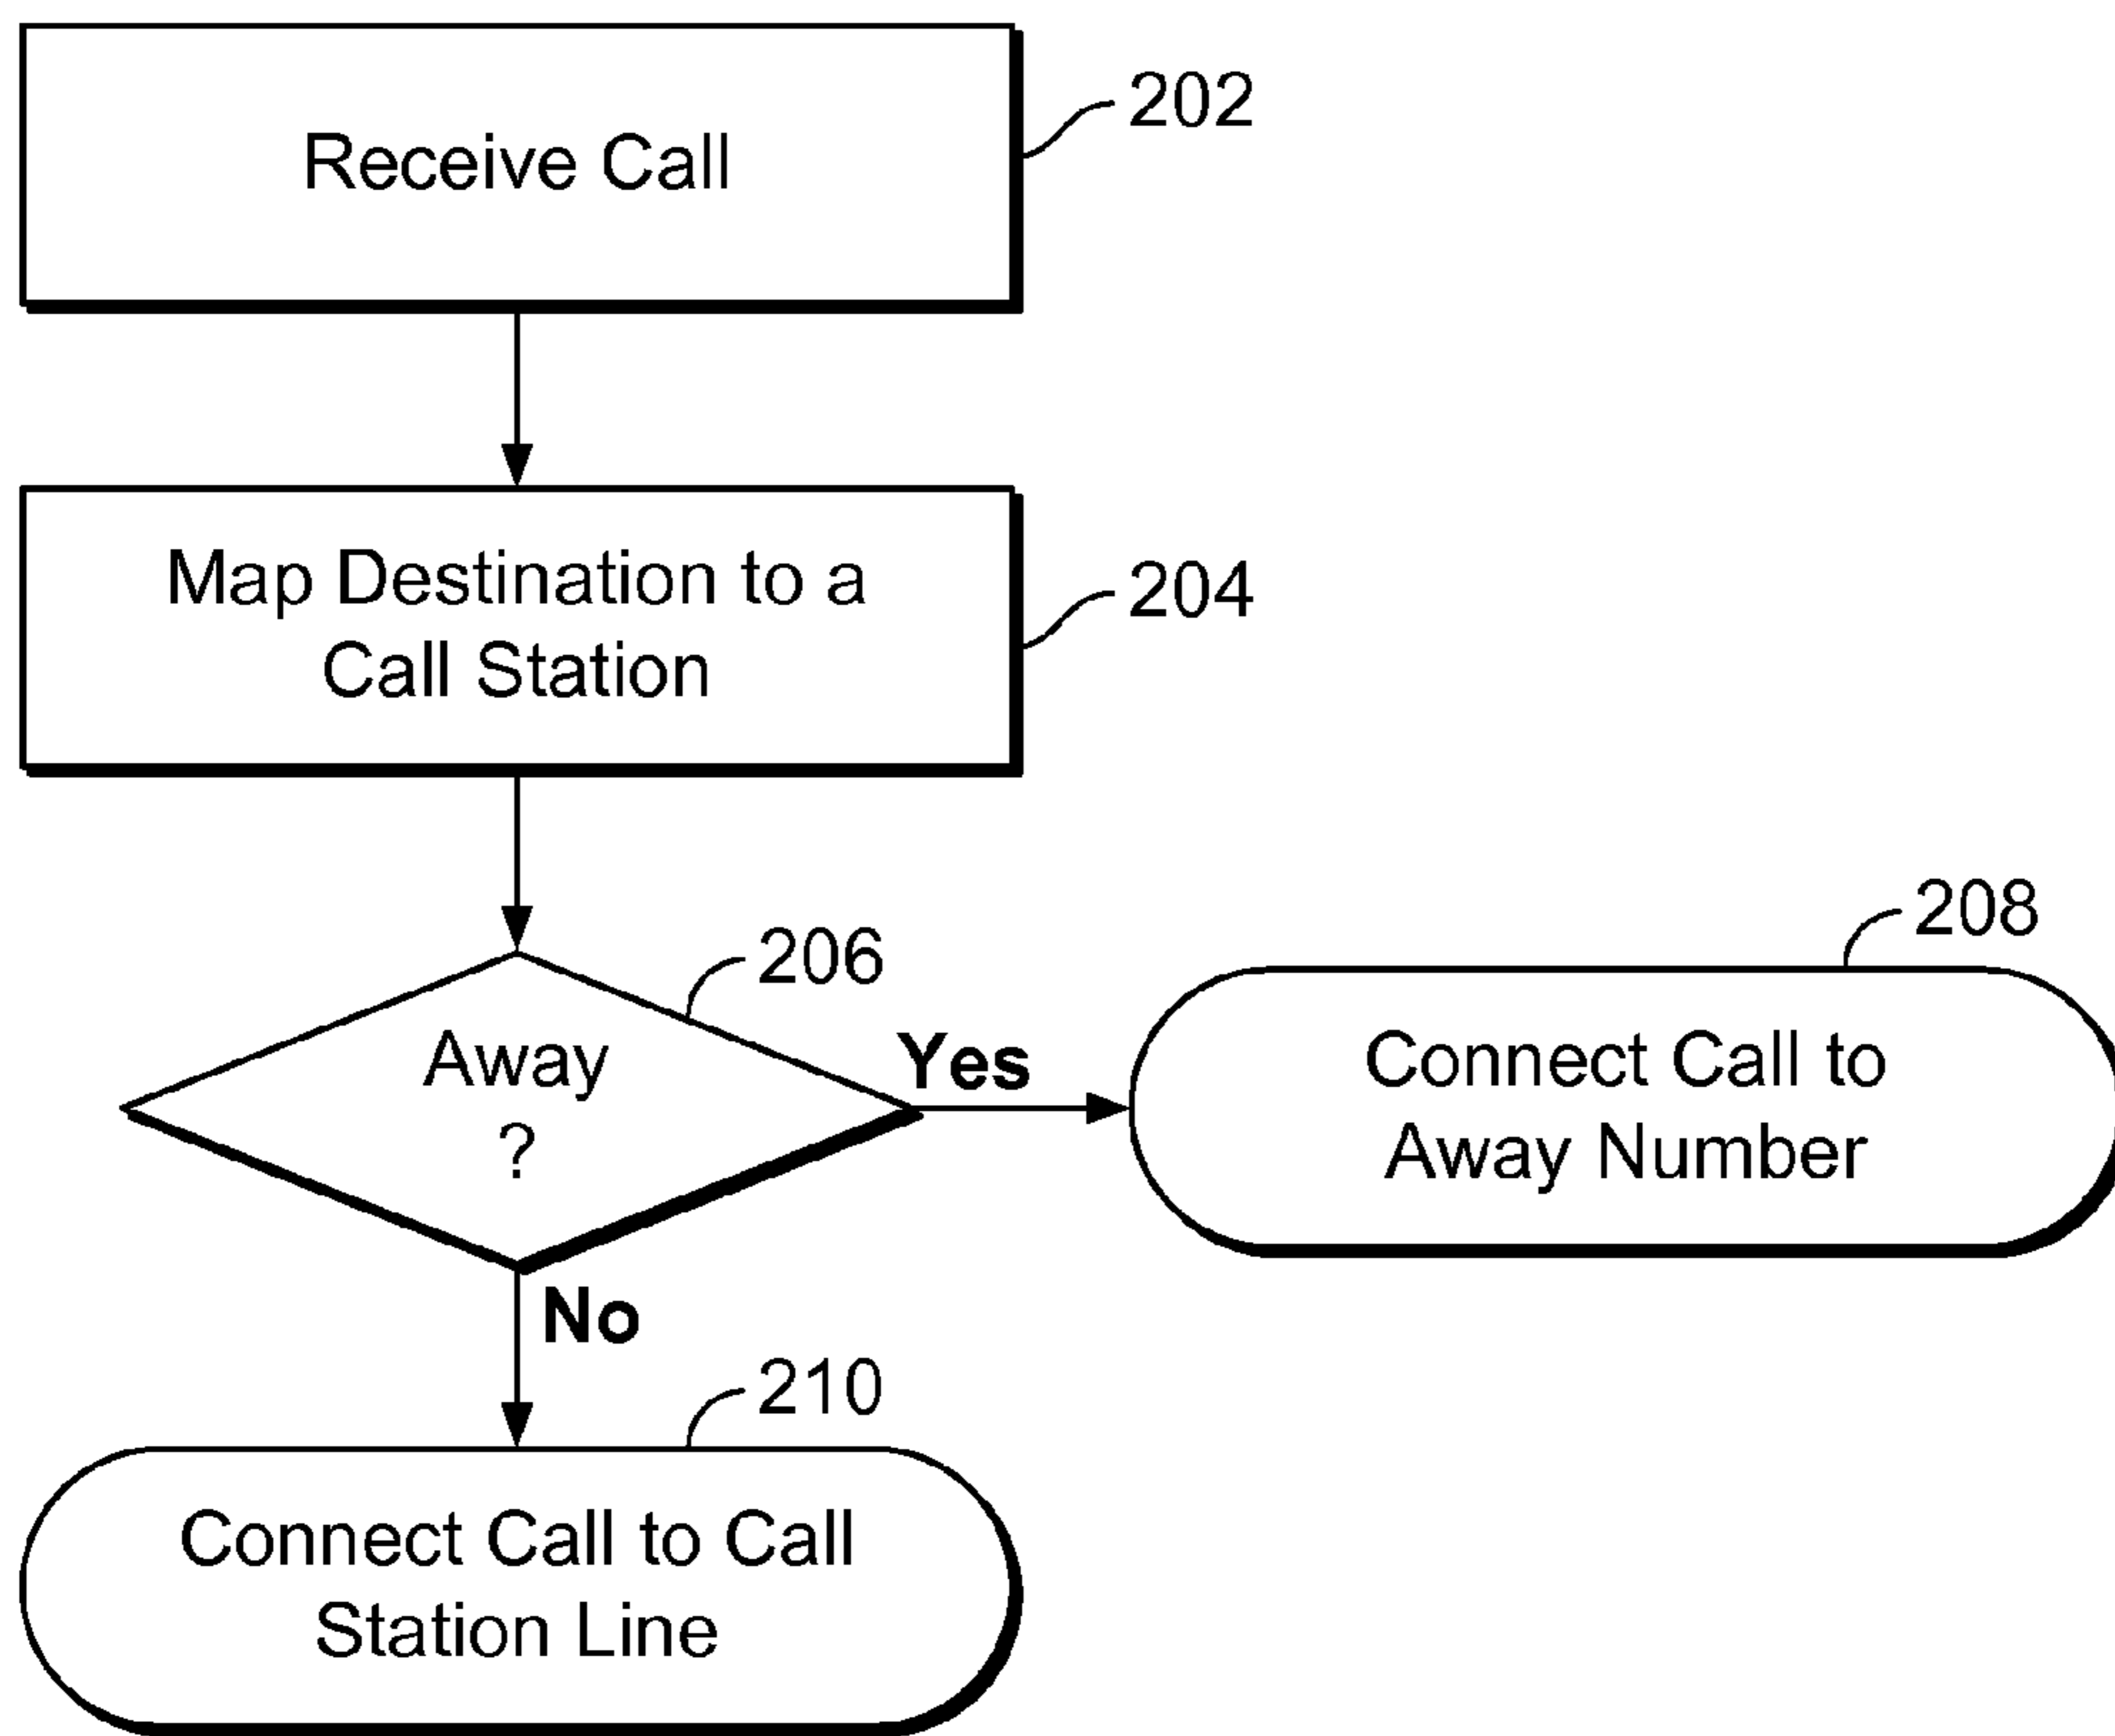 Receive Call
202
Map Destination to a
Call Station
204
Away
?
206
Yes
Connect Call to
Away Number
208
No
Connect Call to Call
Station Line
210